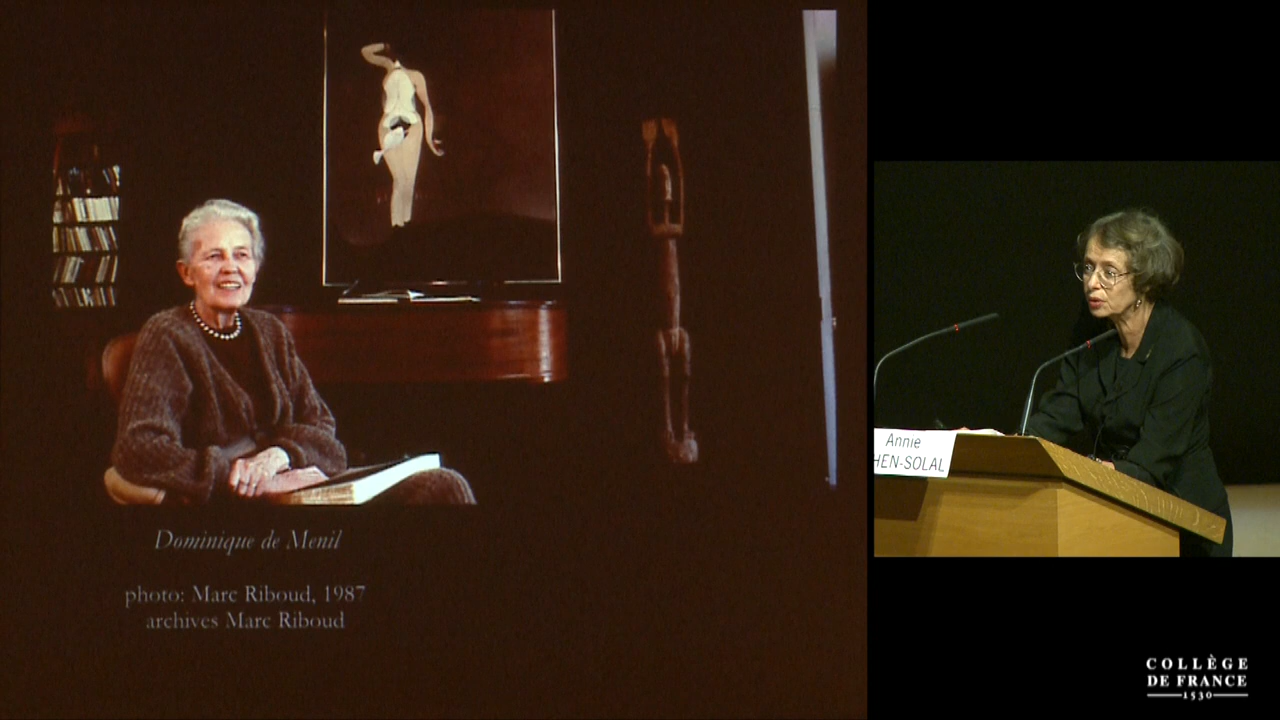 Dominique de Menil
photo: Marc Riboud, 1987
archives Marc Riboud
Annie
HEN-SOLAL
COLLÈGE
DE FRANCE
1530